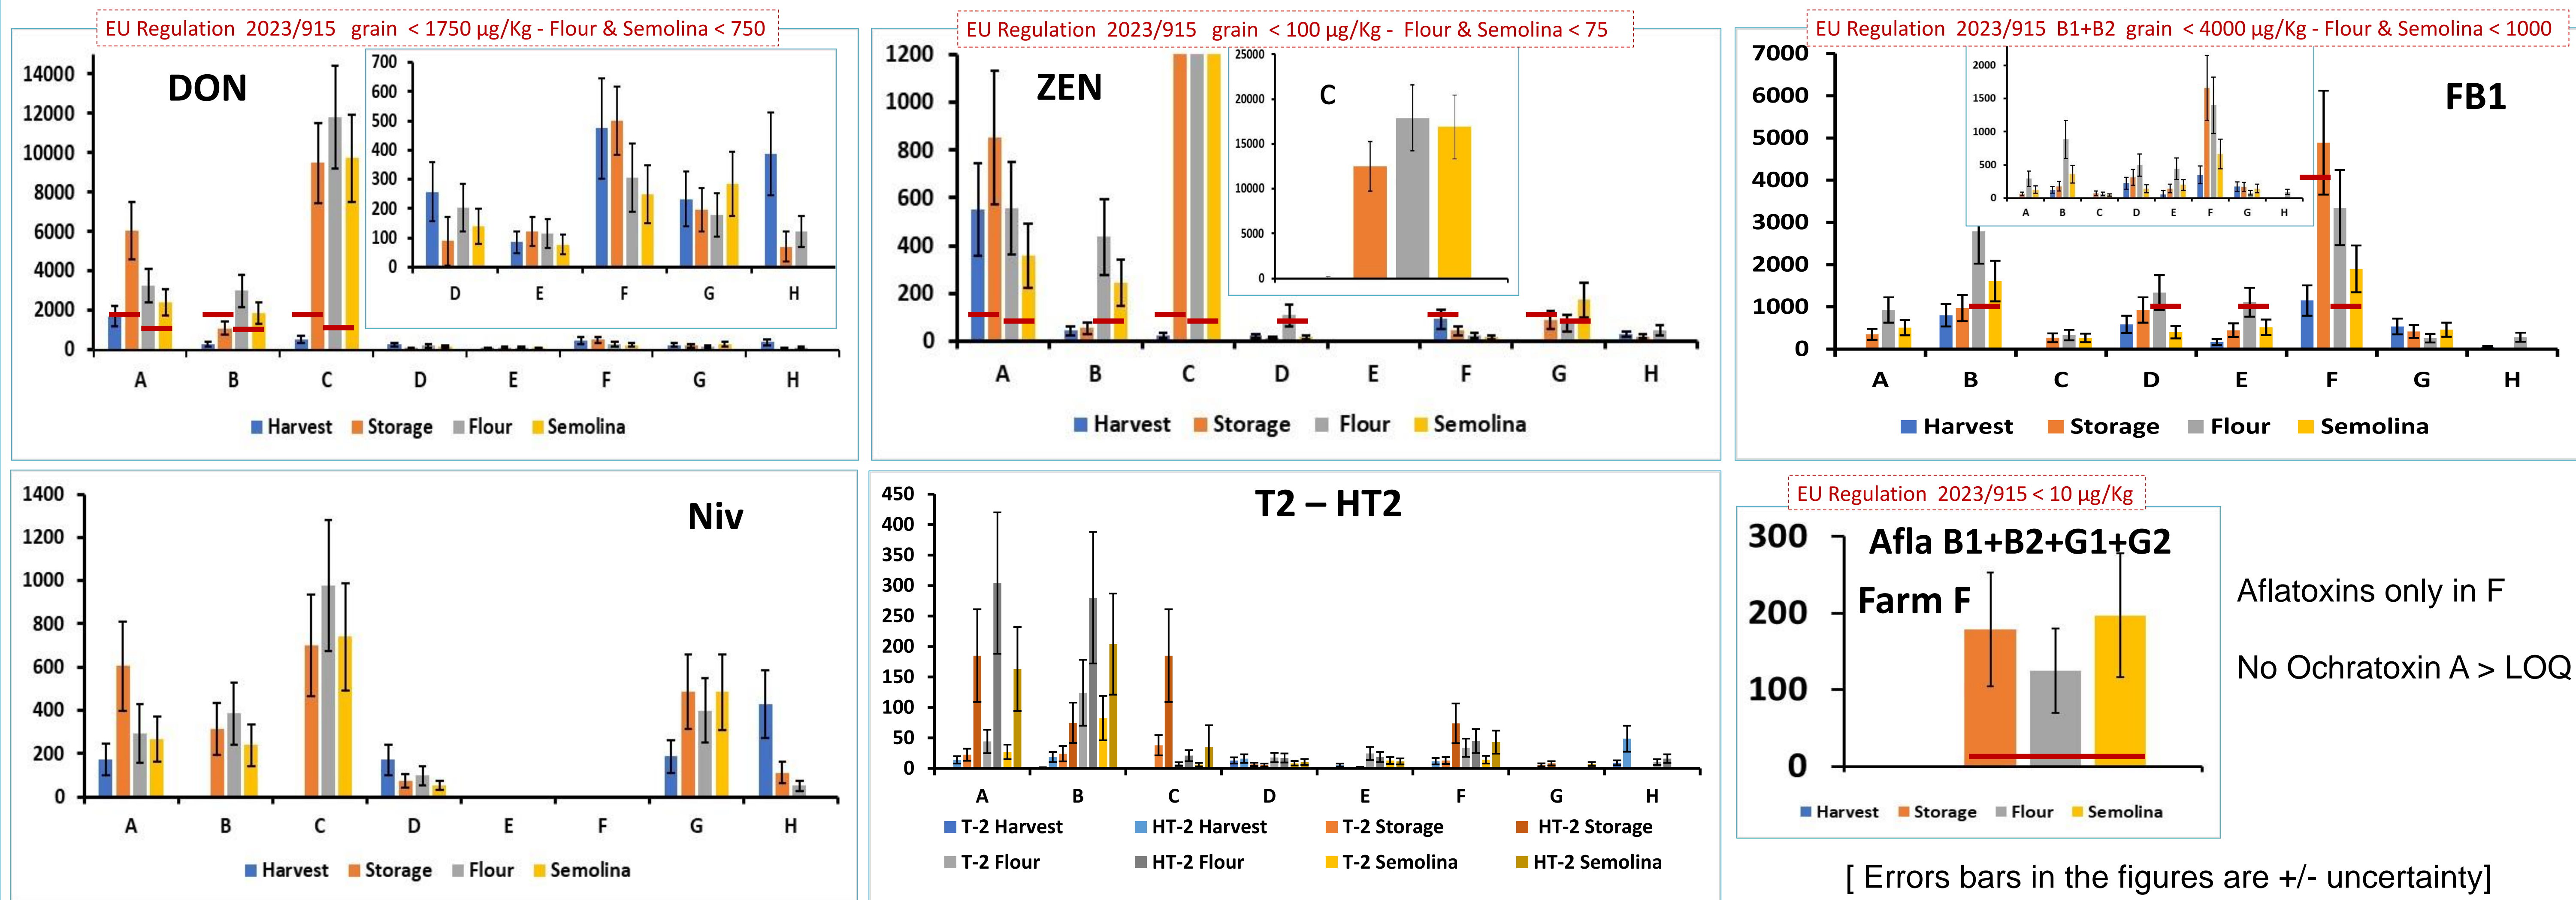 EU Regulation 2023/915 grain < 1750 µg/Kg - Flour & Semolina < 750
DON
14000
12000
10000
8000
6000
4000
2000
0
A B C D E F G H
700
600
500
400
300
200
100
0
D E F G H
Harvest Storage Flour Semolina
EU Regulation 2023/915 grain < 100 µg/Kg - Flour & Semolina < 75
ZEN
1200
1000
800
600
400
200
0
A B C D E F G H
C
25000
20000
15000
10000
5000
0
Harvest Storage Flour Semolina
EU Regulation 2023/915 B1+B2 grain < 4000 µg/Kg - Flour & Semolina < 1000
FB1
7000
6000
5000
4000
3000
2000
1000
0
A B C D E F G H
2000
1500
1000
500
0
A B C D E F G H
Harvest Storage Flour Semolina
Niv
1400
1200
1000
800
600
400
200
0
A B C D E F G H
Harvest Storage Flour Semolina
T2 – HT2
450
400
350
300
250
200
150
100
50
0
A B C D E F G H
T-2 Harvest HT-2 Harvest T-2 Storage HT-2 Storage
T-2 Flour HT-2 Flour T-2 Semolina HT-2 Semolina
EU Regulation 2023/915 < 10 µg/Kg
Afla B1+B2+G1+G2
Farm F
300
200
100
0
Harvest Storage Flour Semolina
Aflatoxins only in F
No Ochratoxin A > LOQ
[ Errors bars in the figures are +/- uncertainty]